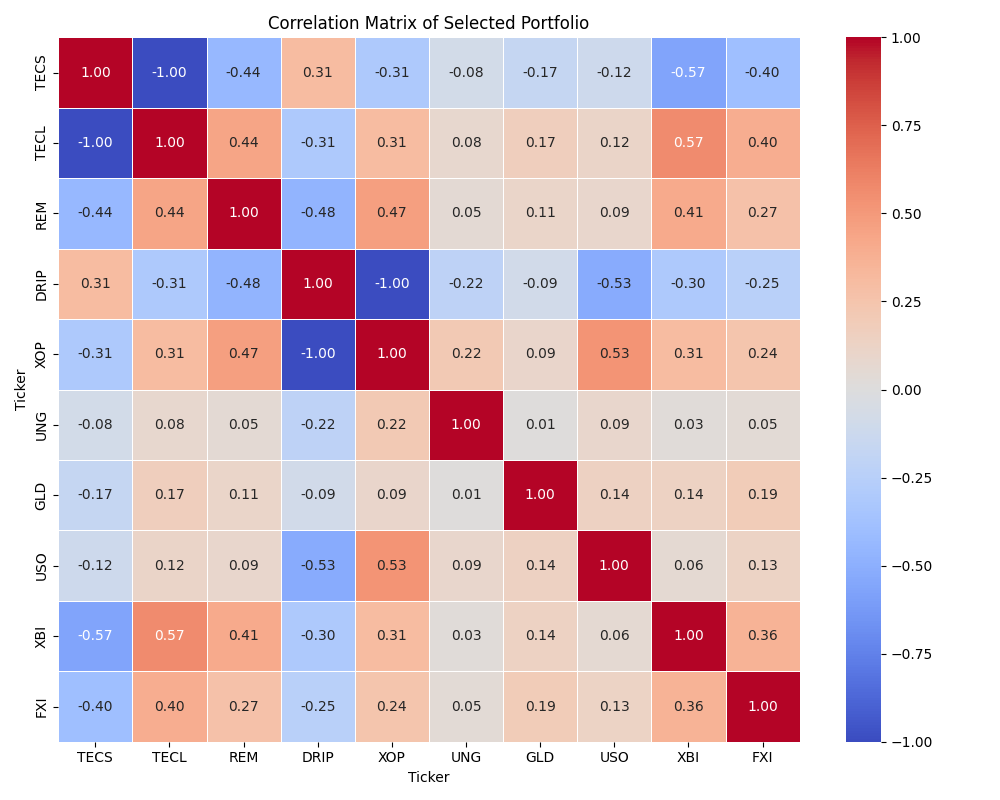 Correlation Matrix of Selected Portfolio
TECS 1.00 -1.00 -0.44 0.31 -0.31 -0.08 -0.17 -0.12 -0.57 -0.40
TECL -1.00 1.00 0.44 -0.31 0.31 0.08 0.17 0.12 0.57 0.40
REM -0.44 0.44 1.00 -0.48 0.47 0.05 0.11 0.09 0.41 0.27
DRIP 0.31 -0.31 -0.48 1.00 -1.00 -0.22 -0.09 -0.53 -0.30 -0.25
XOP -0.31 0.31 0.47 -1.00 1.00 0.22 0.09 0.53 0.31 0.24
UNG -0.08 0.08 0.05 -0.22 0.22 1.00 0.01 0.09 0.03 0.05
GLD -0.17 0.17 0.11 -0.09 0.09 0.01 1.00 0.14 0.14 0.19
USO -0.12 0.12 0.09 -0.53 0.53 0.09 0.14 1.00 0.06 0.13
XBI -0.57 0.57 0.41 -0.30 0.31 0.03 0.14 0.06 1.00 0.36
FXI -0.40 0.40 0.27 -0.25 0.24 0.05 0.19 0.13 0.36 1.00
TECS TECL REM DRIP XOP UNG GLD USO XBI FXI
Ticker
Ticker
1.00
0.75
0.50
0.25
0.00
−0.25
−0.50
−0.75
−1.00